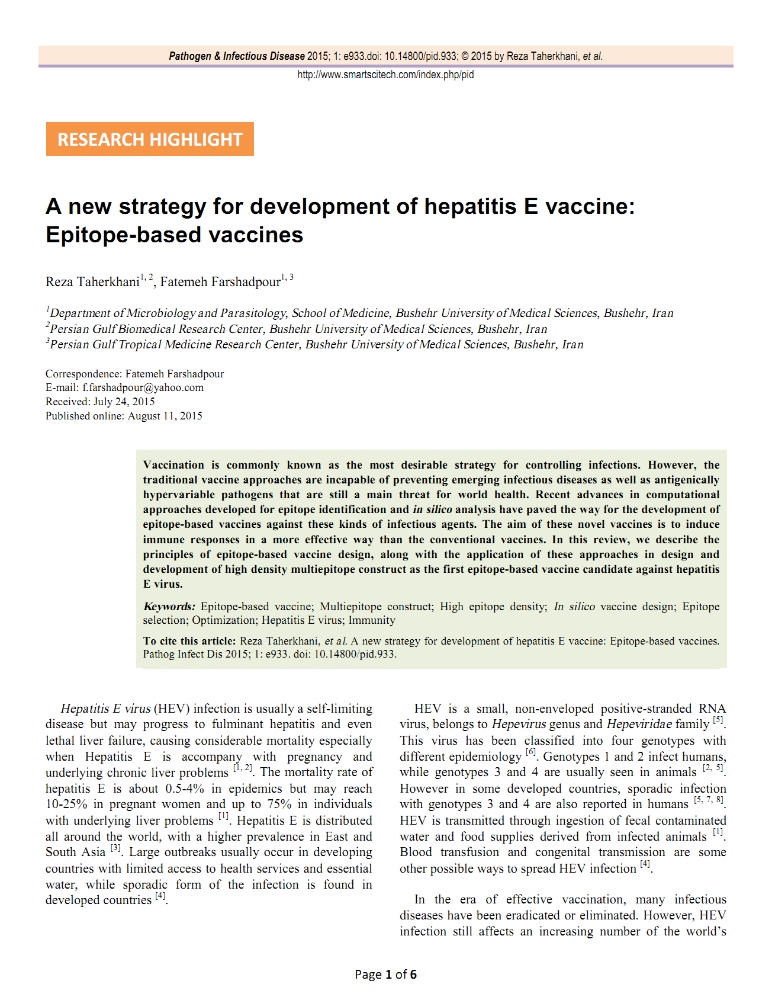 Pathogen & Infectious Disease 2015; 1: e933.doi: 10.14800/pid.933; © 2015 by Reza Taherkhani, et al.
http://www.smartscitech.com/index.php/pid
RESEARCH HIGHLIGHT
A new strategy for development of hepatitis E vaccine:
Epitope-based vaccines
Reza Taherkhani1, 2, Fatemeh Farshadpour1, 3
1Department of Microbiology and Parasitology, School of Medicine, Bushehr University of Medical Sciences, Bushehr, Iran
2Persian Gulf Biomedical Research Center, Bushehr University of Medical Sciences, Bushehr, Iran
3Persian Gulf Tropical Medicine Research Center, Bushehr University of Medical Sciences, Bushehr, Iran
Correspondence: Fatemeh Farshadpour
E-mail: f.farshadpour@yahoo.com
Received: July 24, 2015
Published online: August 11, 2015
Vaccination is commonly known as the most desirable strategy for controlling infections. However, the
traditional vaccine approaches are incapable of preventing emerging infectious diseases as well as antigenically
hypervariable pathogens that are still a main threat for world health. Recent advances in computational
approaches developed for epitope identification and in silico analysis have paved the way for the development of
epitope-based vaccines against these kinds of infectious agents. The aim of these novel vaccines is to induce
immune responses in a more effective way than the conventional vaccines. In this review, we describe the
principles of epitope-based vaccine design, along with the application of these approaches in design and
development of high density multiepitope construct as the first epitope-based vaccine candidate against hepatitis
E virus.
Keywords: Epitope-based vaccine; Multiepitope construct; High epitope density; In silico vaccine design; Epitope
selection; Optimization; Hepatitis E virus; Immunity
To cite this article: Reza Taherkhani, et al. A new strategy for development of hepatitis E vaccine: Epitope-based vaccines.
Pathog Infect Dis 2015; 1: e933. doi: 10.14800/pid.933.
Hepatitis E virus (HEV) infection is usually a self-limiting
disease but may progress to fulminant hepatitis and even
lethal liver failure, causing considerable mortality especially
when Hepatitis E is accompany with pregnancy and
underlying chronic liver problems [1, 2]. The mortality rate of
hepatitis E is about 0.5-4% in epidemics but may reach
10-25% in pregnant women and up to 75% in individuals
with underlying liver problems [1]. Hepatitis E is distributed
all around the world, with a higher prevalence in East and
South Asia [3]. Large outbreaks usually occur in developing
countries with limited access to health services and essential
water, while sporadic form of the infection is found in
developed countries [4].
HEV is a small, non-enveloped positive-stranded RNA
virus, belongs to Hepevirus genus and Hepeviridae family [5].
This virus has been classified into four genotypes with
different epidemiology [6]. Genotypes 1 and 2 infect humans,
while genotypes 3 and 4 are usually seen in animals [2, 5].
However in some developed countries, sporadic infection
with genotypes 3 and 4 are also reported in humans [5, 7, 8].
HEV is transmitted through ingestion of fecal contaminated
water and food supplies derived from infected animals [1].
Blood transfusion and congenital transmission are some
other possible ways to spread HEV infection [4].
In the era of effective vaccination, many infectious
diseases have been eradicated or eliminated. However, HEV
infection still affects an increasing number of the world's
Page 1 of 6